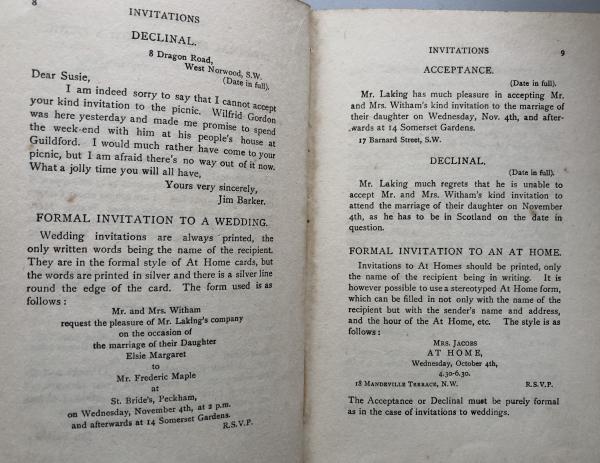 8
INVITATIONS
DECLINAL.
8 Dragon Road,
West Norwood, S.W.
(Date in full).
Dear Susie,
I am indeed sorry to say that I cannot accept
your kind invitation to the picnic. Wilfrid Gordon
was here yesterday and made me promise to spend
the week-end with him at his people's house at
Guildford. I would much rather have come to your
picnic, but I am afraid there's no way out of it now.
What a jolly time you will all have,
Yours very sincerely,
Jim Barker.
FORMAL INVITATION TO A WEDDING.
Wedding invitations are always printed, the
only written words being the name of the recipient.
They are in the formal style of At Home cards, but
the words are printed in silver and there is a silver line
round the edge of the card. The form used is as
follows :
Mr. and Mrs. Witham
request the pleasure of Mr. Laking's company
on the occasion of
the marriage of their Daughter
Elsie Margaret
to
Mr. Frederic Maple
at
St. Bride's, Peckham,
on Wednesday, November 4th, at 2 p.m.
and afterwards at 14 Somerset Gardens.
R.S.V.P.
INVITATIONS 9
ACCEPTANCE.
(Date in full).
Mr. Laking has much pleasure in accepting Mr.
and Mrs. Witham's kind invitation to the marriage of
their daughter on Wednesday, Nov. 4th, and after-
wards at 14 Somerset Gardens.
17 Barnard Street, S.W.
DECLINAL.
(Date in full).
Mr. Laking much regrets that he is unable to
accept Mr. and Mrs. Witham's kind invitation to
attend the marriage of their daughter on November
4th, as he has to be in Scotland on the date in
question.
FORMAL INVITATION TO AN AT HOME.
Invitations to At Homes should be printed, only
the name of the recipient being in writing. It is
however possible to use a stereotyped At Home form,
which can be filled in not only with the name of the
recipient but with the sender's name and address,
and the hour of the At Home, etc. The style is as
follows :
MRS. JACOBS
AT HOME,
Wednesday, October 4th,
4.30-6.30.
18 MANDEVILLE TERRACE, N.W. R.S.V.P.
The Acceptance or Declinal must be purely formal
as in the case of invitations to weddings.